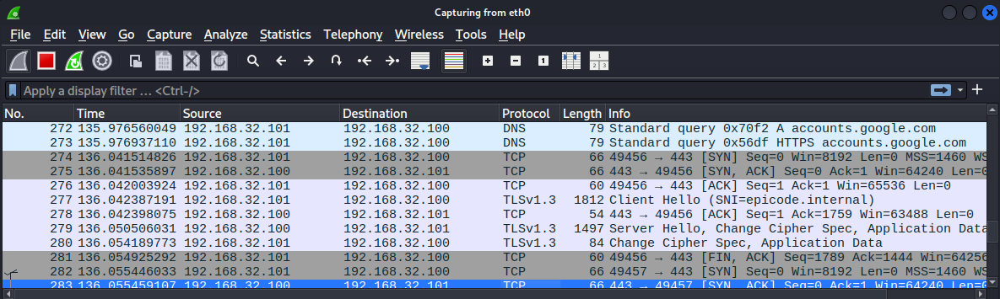 Capturing from eth0
File Edit View Go Capture Analyze Statistics Telephony Wireless Tools Help
Apply a display filter ... <Ctrl-/>
No. Time Source Destination Protocol Length Info
272 135.976560049 192.168.32.101 192.168.32.100 DNS 79 Standard query 0x70f2 A accounts.google.com
273 135.976937110 192.168.32.101 192.168.32.100 DNS 79 Standard query 0x56df HTTPS accounts.google.com
274 136.041514826 192.168.32.101 192.168.32.100 TCP 66 49456 → 443 [SYN] Seq=0 Win=8192 Len=0 MSS=1460 WS
275 136.041535897 192.168.32.100 192.168.32.101 TCP 66 443 → 49456 [SYN, ACK] Seq=0 Ack=1 Win=64240 Len=0
276 136.042003924 192.168.32.101 192.168.32.100 TCP 60 49456 → 443 [ACK] Seq=1 Ack=1 Win=65536 Len=0
277 136.042387191 192.168.32.101 192.168.32.100 TLSv1.3 1812 Client Hello (SNI=epicode.internal)
278 136.042398075 192.168.32.100 192.168.32.101 TCP 54 443 → 49456 [ACK] Seq=1 Ack=1759 Win=63488 Len=0
279 136.050506031 192.168.32.100 192.168.32.101 TLSv1.3 1497 Server Hello, Change Cipher Spec, Application Data
280 136.054189773 192.168.32.101 192.168.32.100 TLSv1.3 84 Change Cipher Spec, Application Data
281 136.054925292 192.168.32.101 192.168.32.100 TCP 60 49456 → 443 [FIN, ACK] Seq=1789 Ack=1444 Win=64256
282 136.055446033 192.168.32.101 192.168.32.100 TCP 66 49457 → 443 [SYN] Seq=0 Win=8192 Len=0 MSS=1460 WS
283 136.055459107 192.168.32.100 192.168.32.101 TCP 66 443 → 49457 [SYN, ACK] Seq=0 Ack=1 Win=64240 Len=0